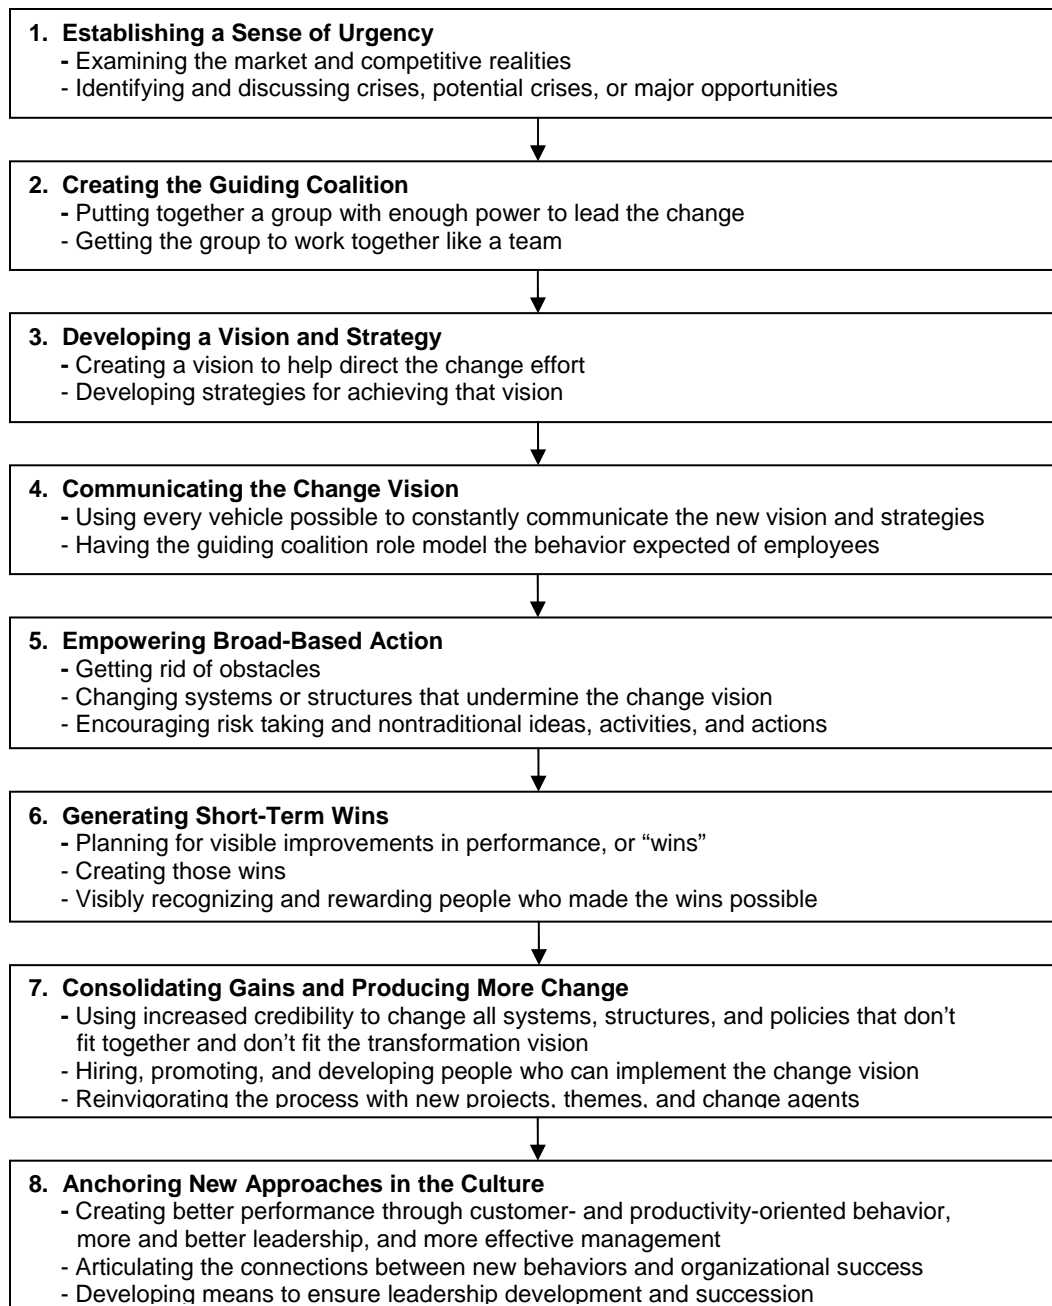 1. Establishing a Sense of Urgency
- Examining the market and competitive realities
- Identifying and discussing crises, potential crises, or major opportunities
2. Creating the Guiding Coalition
- Putting together a group with enough power to lead the change
- Getting the group to work together like a team
3. Developing a Vision and Strategy
- Creating a vision to help direct the change effort
- Developing strategies for achieving that vision
4. Communicating the Change Vision
- Using every vehicle possible to constantly communicate the new vision and strategies
- Having the guiding coalition role model the behavior expected of employees
5. Empowering Broad-Based Action
- Getting rid of obstacles
- Changing systems or structures that undermine the change vision
- Encouraging risk taking and nontraditional ideas, activities, and actions
6. Generating Short-Term Wins
- Planning for visible improvements in performance, or “wins”
- Creating those wins
- Visibly recognizing and rewarding people who made the wins possible
7. Consolidating Gains and Producing More Change
- Using increased credibility to change all systems, structures, and policies that don’t
fit together and don’t fit the transformation vision
- Hiring, promoting, and developing people who can implement the change vision
- Reinvigorating the process with new projects, themes, and change agents
8. Anchoring New Approaches in the Culture
- Creating better performance through customer- and productivity-oriented behavior,
more and better leadership, and more effective management
- Articulating the connections between new behaviors and organizational success
- Developing means to ensure leadership development and succession